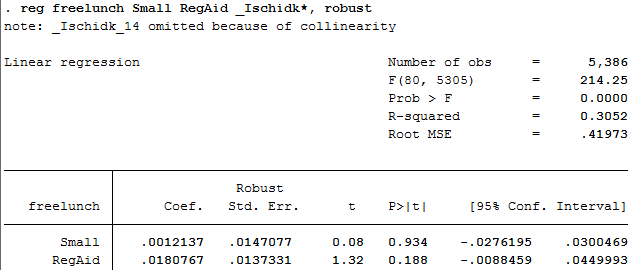 . reg freelunch Small RegAid _Ischidk*, robust
note: _Ischidk_14 omitted because of collinearity
Linear regression Number of obs = 5,386
F(80, 5305) = 214.25
Prob > F = 0.0000
R-squared = 0.3052
Root MSE = .41973
Robust
freelunch Coef. Std. Err. t P>|t| [95% Conf. Interval]
Small .0012137 .0147077 0.08 0.934 -.0276195 .0300469
RegAid .0180767 .0137331 1.32 0.188 -.0088459 .0449993